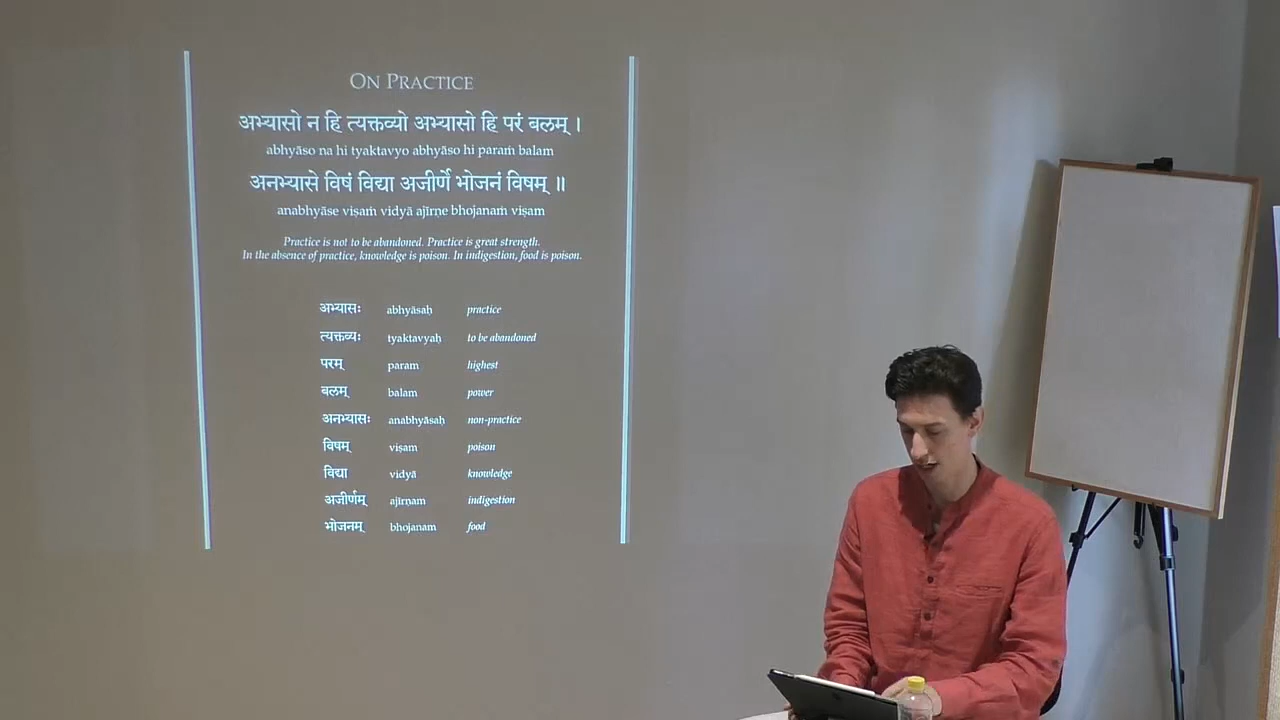 On Practice
अभ्यासो न हि त्यक्तव्यो अभ्यासो हि परं बलम् ।
abhyāso na hi tyaktavyo abhyāso hi paraṁ balam
अनभ्यासे विषं विद्या अजीर्णे भोजनं विषम् ॥
anabhyāse viṣaṁ vidyā ajīrṇe bhojanaṁ viṣam
Practice is not to be abandoned. Practice is great strength.
In the absence of practice, knowledge is poison. In indigestion, food is poison.
अभ्यासः abhyāsaḥ practice
त्यक्तव्यः tyaktavyaḥ to be abandoned
परम् param highest
बलम् balam power
अनभ्यासः anabhyāsaḥ non-practice
विषम् viṣam poison
विद्या vidyā knowledge
अजीर्णम् ajīrṇam indigestion
भोजनम् bhojanam food